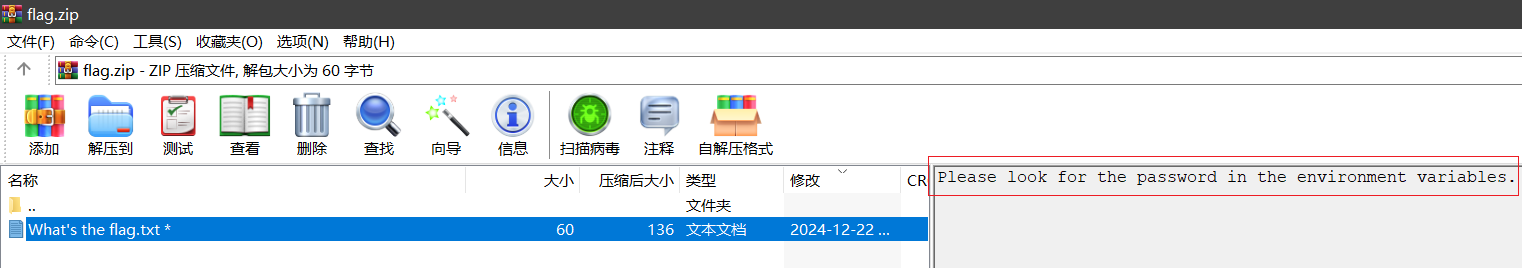 flag.zip
文件(F) 命令(C) 工具(S) 收藏夹(O) 选项(N) 帮助(H)
flag.zip - ZIP 压缩文件, 解包大小为 60 字节
添加 解压到 测试 查看 删除 查找 向导 信息 扫描病毒 注释 自解压格式
名称 大小 压缩后大小 类型 修改 CR
Please look for the password in the environment variables.
.. 文件夹
What's the flag.txt * 60 136 文本文档 2024-12-22 ...